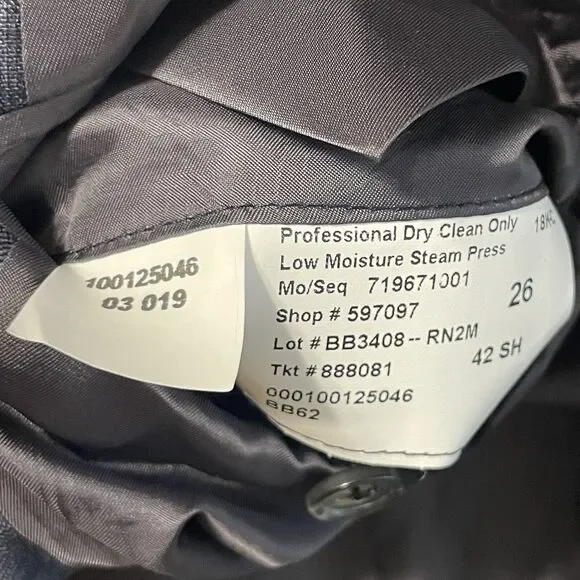 100125046
03 019
Professional Dry Clean Only
Low Moisture Steam Press
Mo/Seq 719671001
Shop # 597097 26
Lot # BB3408-- RN2M
Tkt # 888081 42 SH
000100125046
BB62